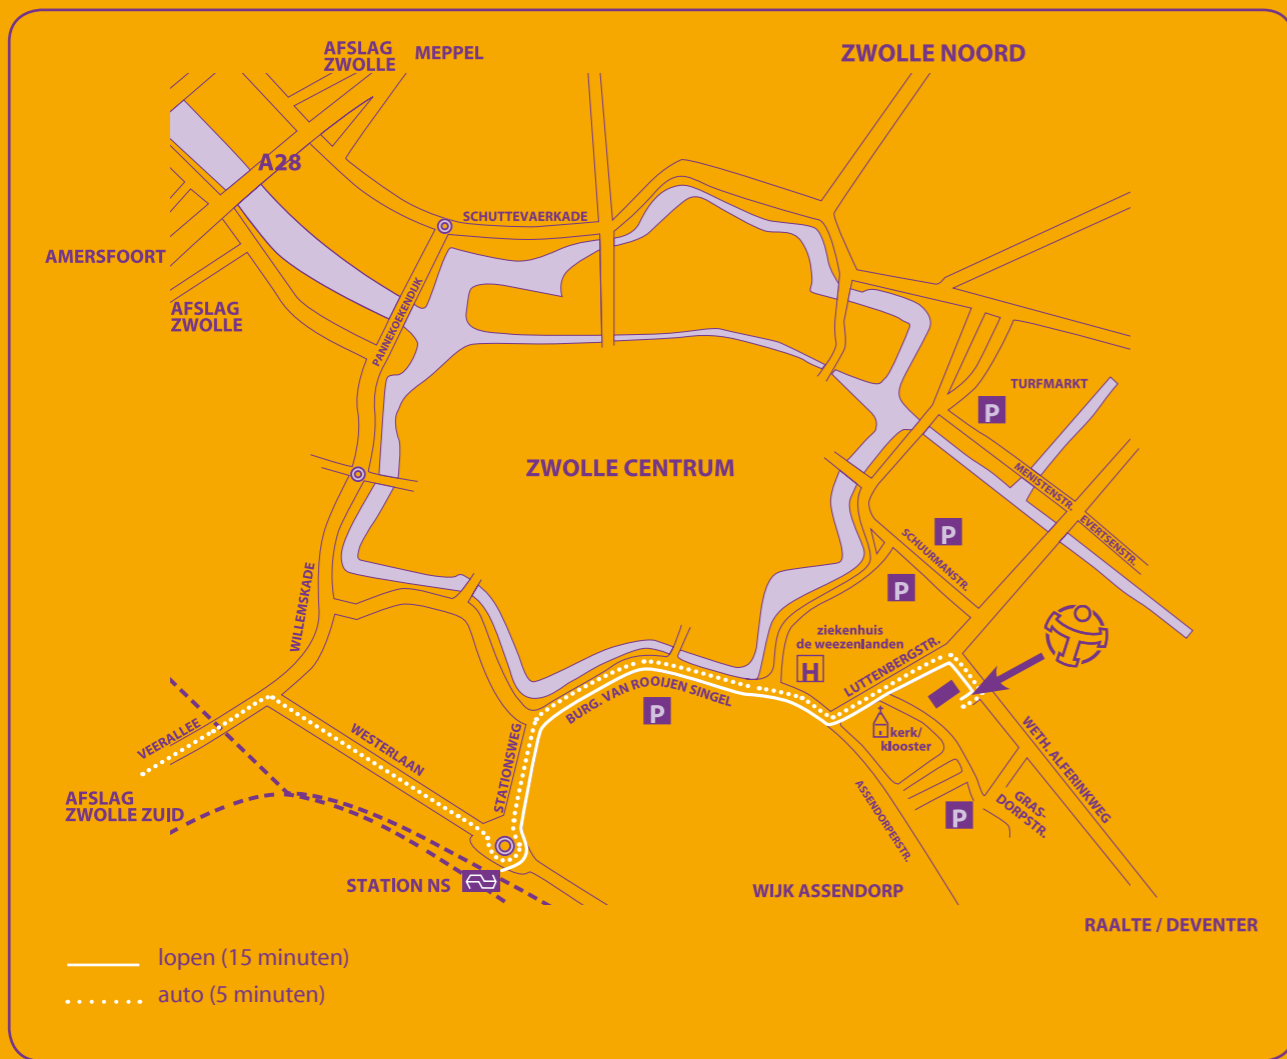 AFSLAG
ZWOLLE
MEPPEL
ZWOLLE NOORD
A28
SCHUTTEVAERKADE
AMERSFOORT
AFSLAG
ZWOLLE
PANNEKOEKENDIJK
TURFMARKT
P
ZWOLLE CENTRUM
MENISTENSTR.
EVERTSENSTR.
P
SCHUURMANSTR.
P
WILLEMSKADE
ziekenhuis
de weezenlanden
H
LUTTENBERGSTR.
BURG. VAN ROOIJEN SINGEL
P
kerk/
klooster
WETH. ALFERINKWEG
VEERALLEE
WESTERLAAN
STATIONSWEG
AFSLAG
ZWOLLE ZUID
ASSENDORPERSTR.
GRAS-
DORPSTR.
P
STATION NS
WIJK ASSENDORP
RAALTE / DEVENTER
lopen (15 minuten)
auto (5 minuten)